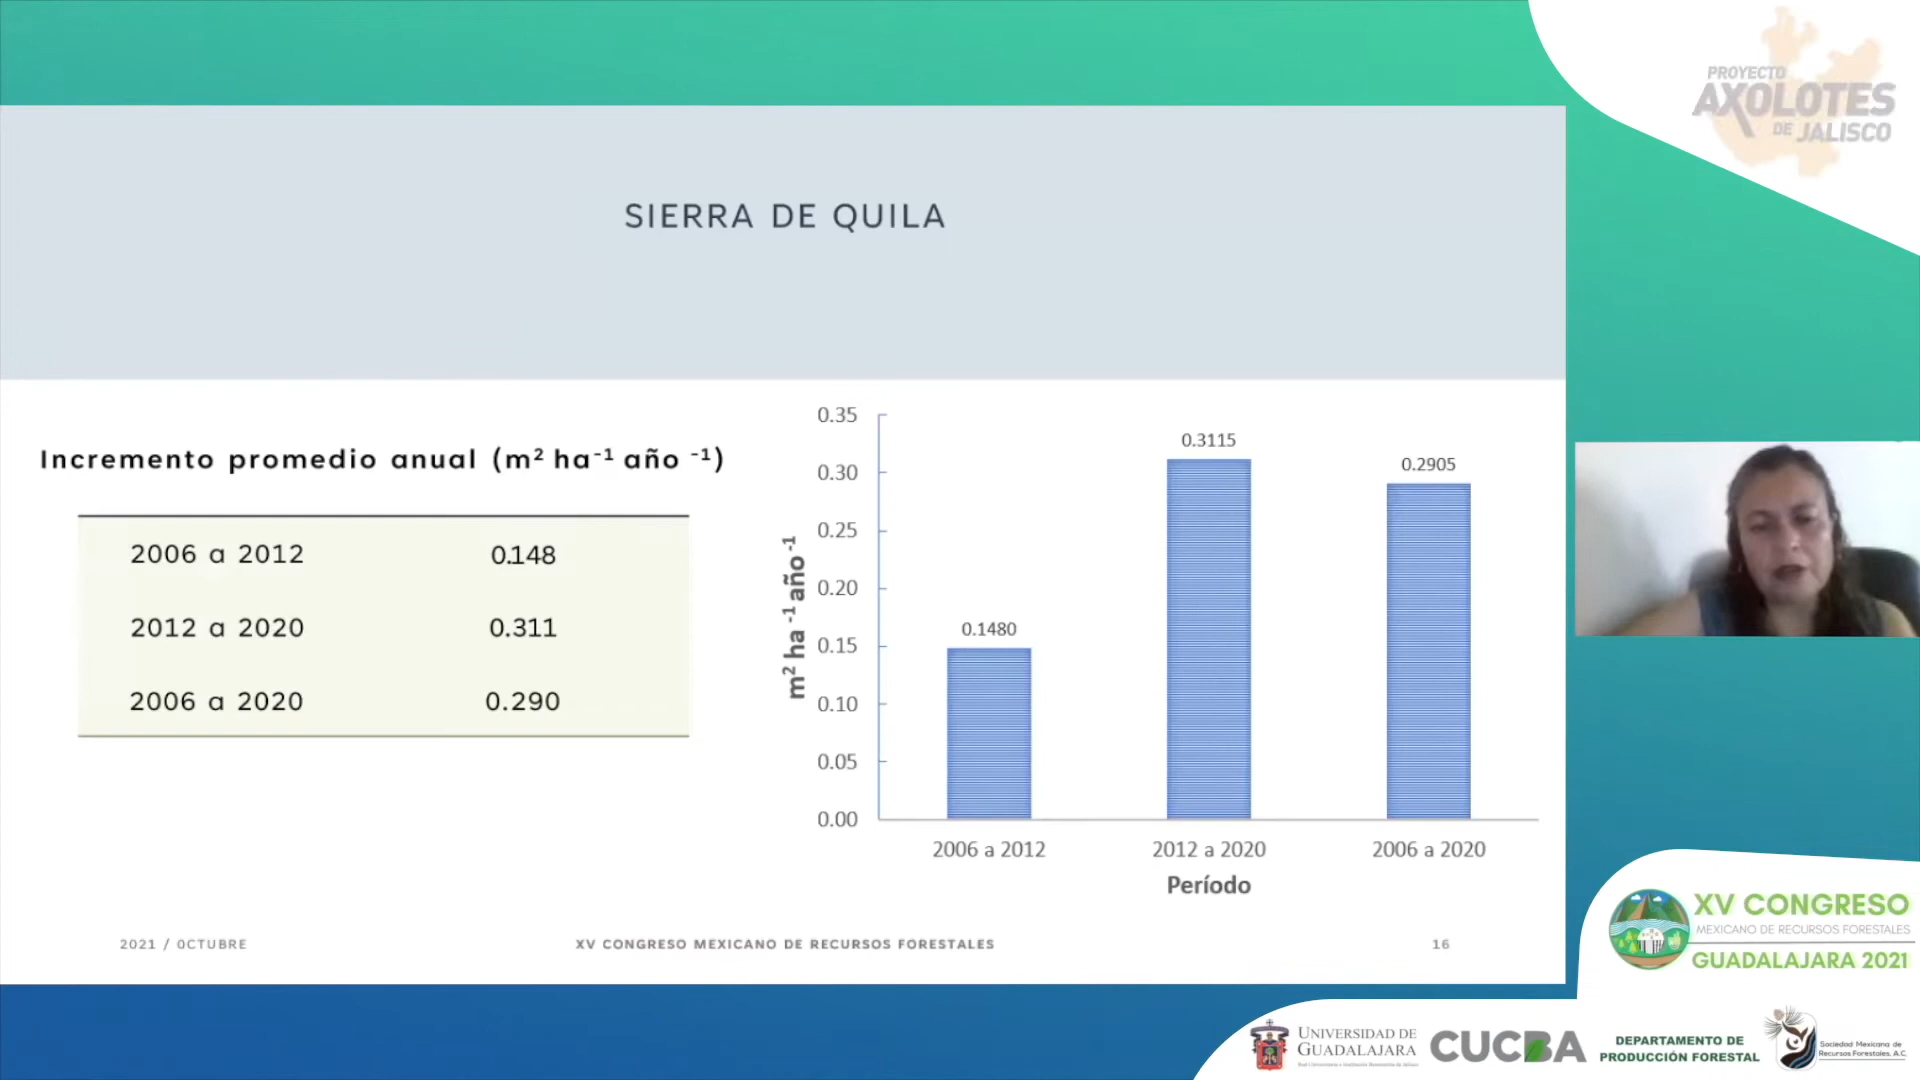 PROYECTO
AXOLOTES
DE JALISCO
SIERRA DE QUILA
Incremento promedio anual (m² ha⁻¹ año ⁻¹)
2006 a 2012 0.148
2012 a 2020 0.311
2006 a 2020 0.290
m² ha ⁻¹ año⁻¹
0.35
0.30
0.25
0.20
0.15
0.10
0.05
0.00
0.1480
0.3115
0.2905
2006 a 2012 2012 a 2020 2006 a 2020
Período
2021 / OCTUBRE XV CONGRESO MEXICANO DE RECURSOS FORESTALES 16
XV CONGRESO
MEXICANO DE RECURSOS FORESTALES
GUADALAJARA 2021
UNIVERSIDAD DE
GUADALAJARA
CUCBA
DEPARTAMENTO DE
PRODUCCIÓN FORESTAL
Sociedad Mexicana de
Recursos Forestales, A.C.